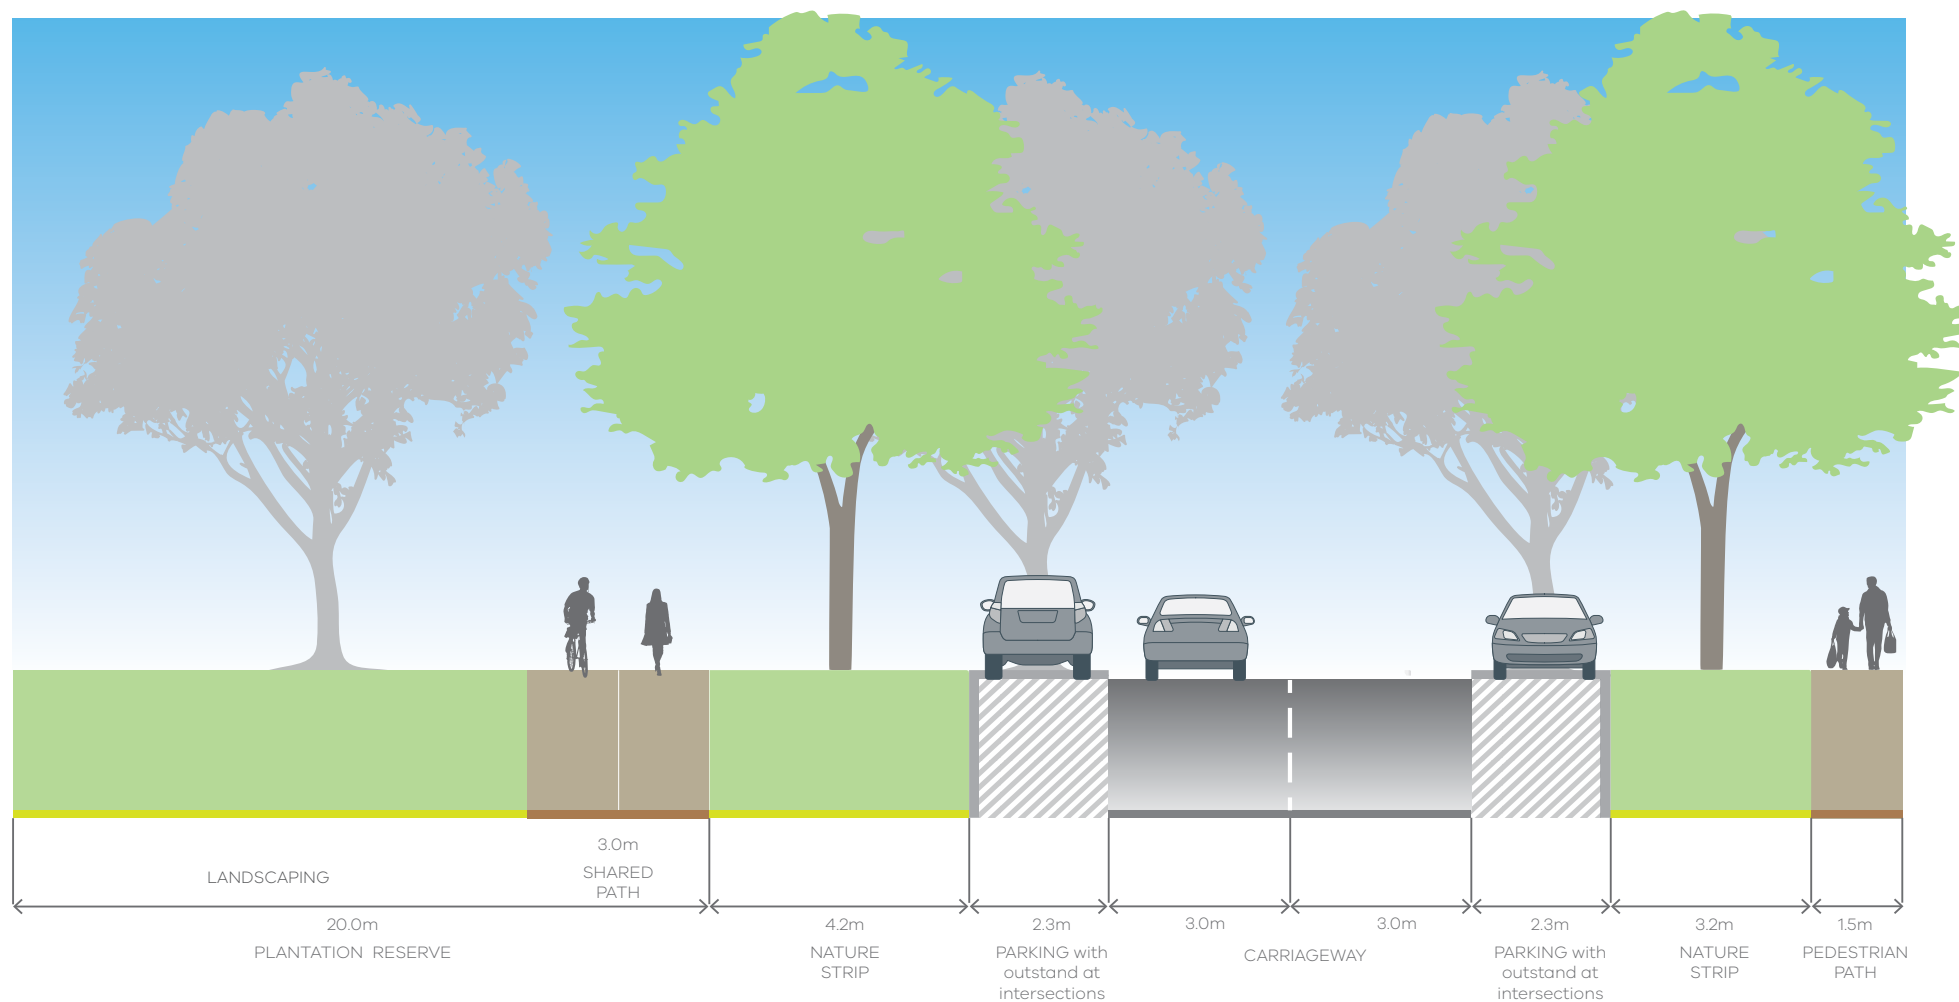 3.0m
LANDSCAPING
SHARED
PATH
20.0m
4.2m
2.3m
3.0m
3.0m
2.3m
3.2m
1.5m
PLANTATION RESERVE
NATURE
STRIP
PARKING with
outstand at
intersections
CARRIAGEWAY
PARKING with
outstand at
intersections
NATURE
STRIP
PEDESTRIAN
PATH